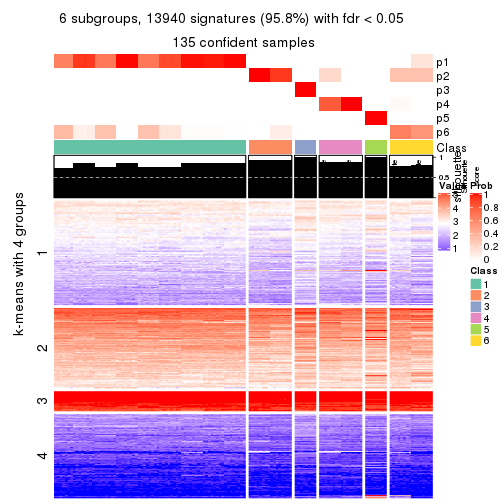 6 subgroups, 13940 signatures (95.8%) with fdr < 0.05
135 confident samples
p1
p2
p3
p4
p5
p6
Class
1
0.5
silhouette
score
k-means with 4 groups
1
2
3
4
Value
4
3
2
1
Prob
1
0.8
0.6
0.4
0.2
0
Class
1
2
3
4
5
6